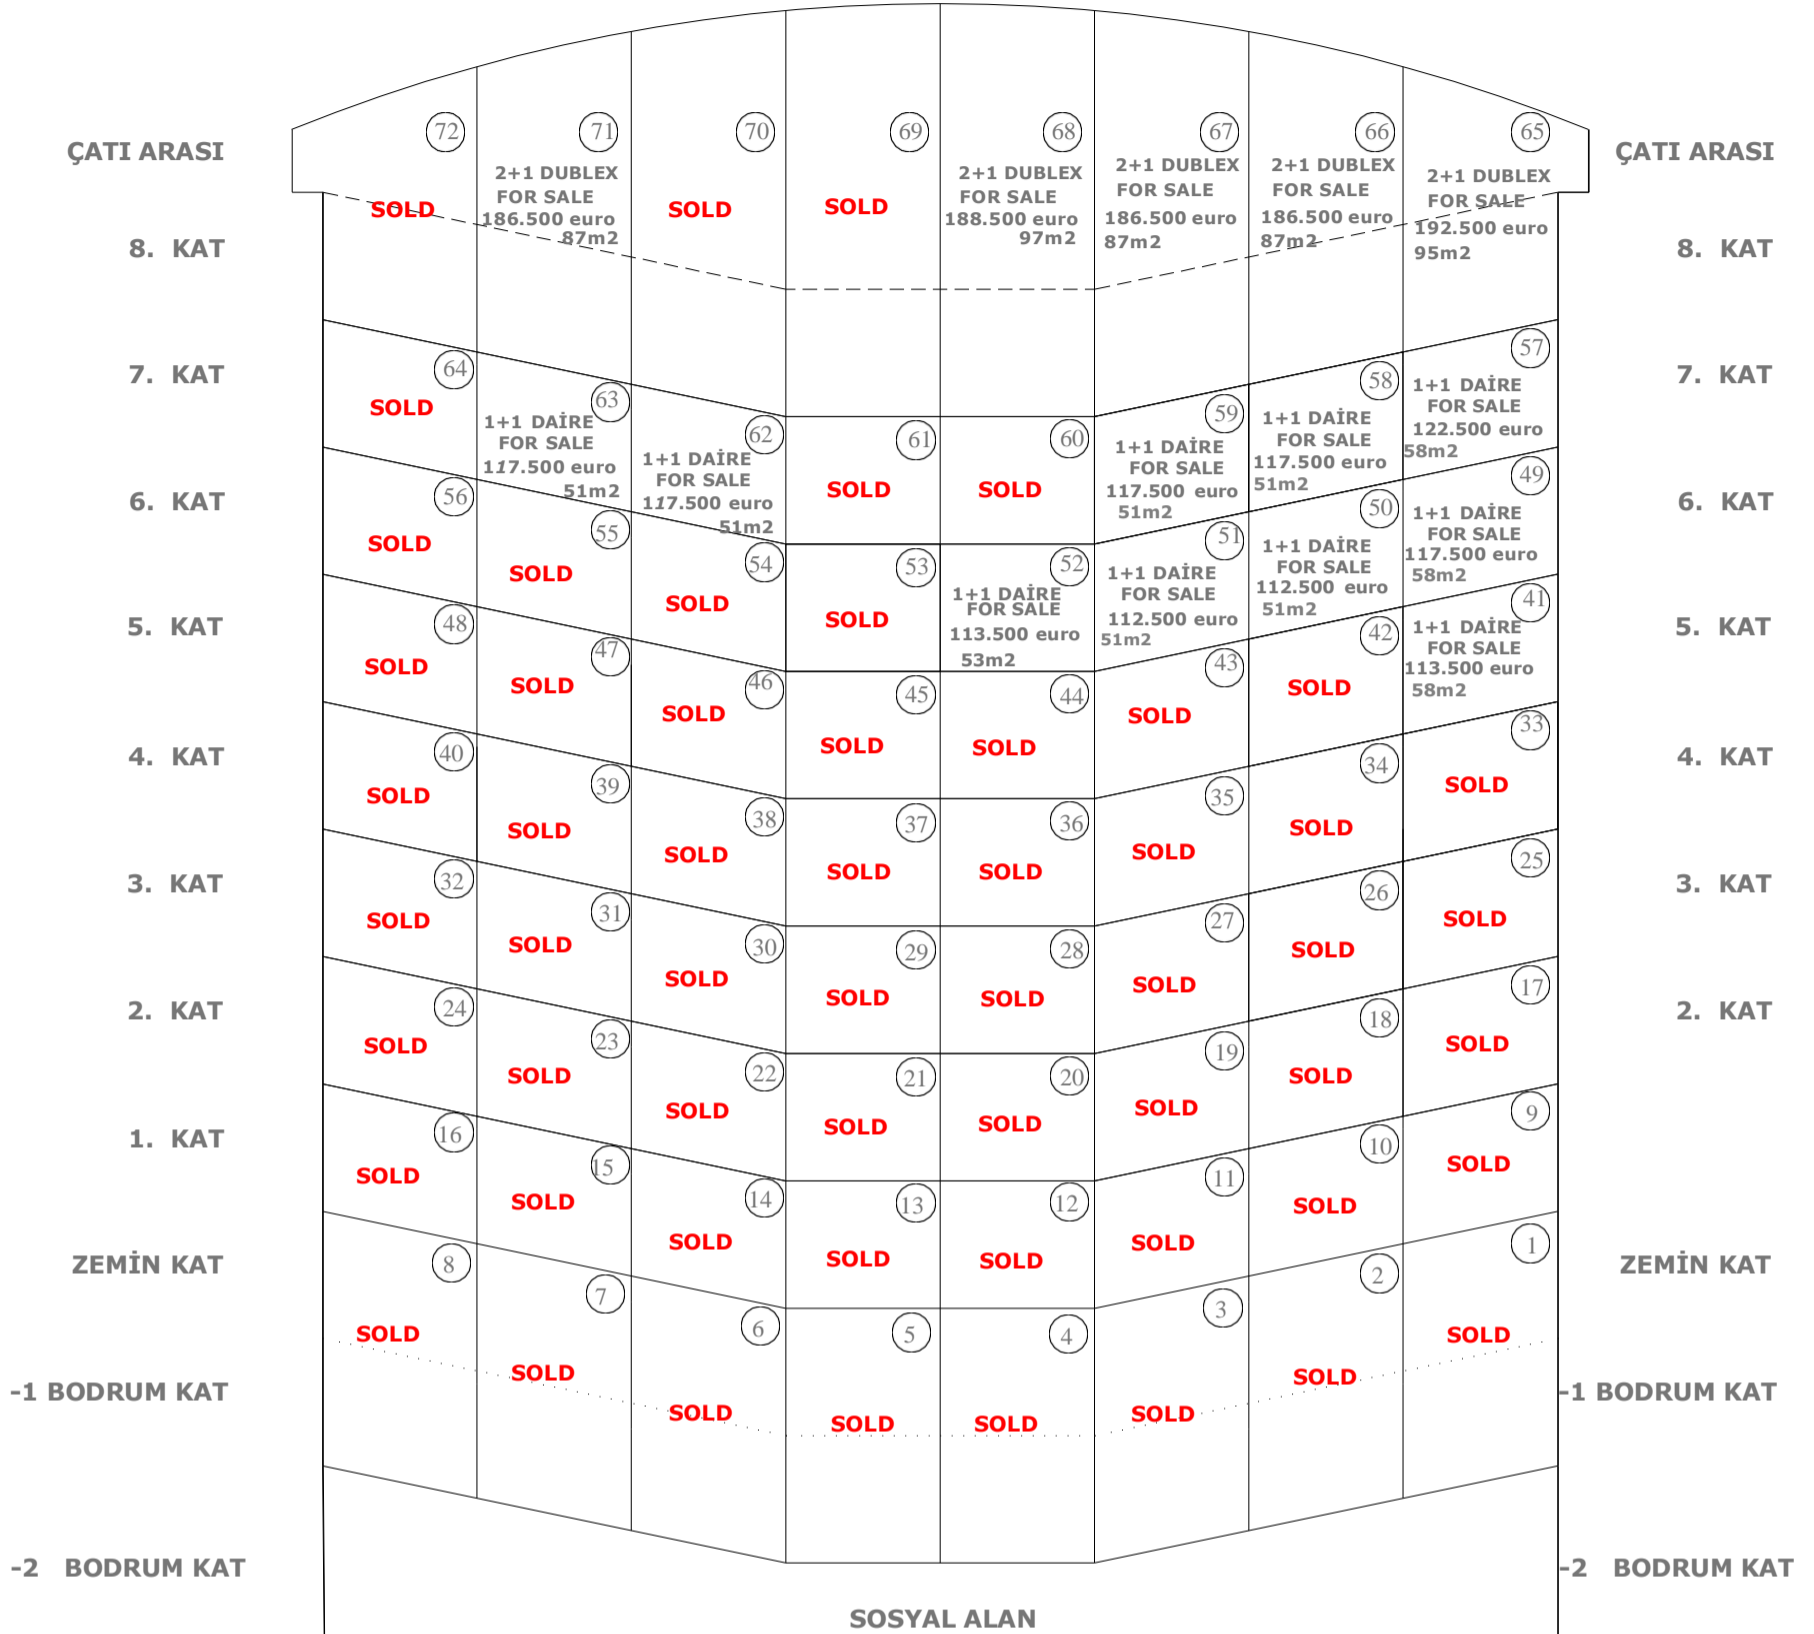 ÇATI ARASI
8. KAT
7. KAT
6. KAT
5. KAT
4. KAT
3. KAT
2. KAT
1. KAT
ZEMİN KAT
-1 BODRUM KAT
-2 BODRUM KAT
72
SOLD
71
2+1 DUBLEX
FOR SALE
186.500 euro
87m2
70
SOLD
69
SOLD
68
2+1 DUBLEX
FOR SALE
188.500 euro
97m2
67
2+1 DUBLEX
FOR SALE
186.500 euro
87m2
66
2+1 DUBLEX
FOR SALE
186.500 euro
87m2
65
2+1 DUBLEX
FOR SALE
192.500 euro
95m2
64
SOLD
63
1+1 DAİRE
FOR SALE
117.500 euro
51m2
62
1+1 DAİRE
FOR SALE
117.500 euro
51m2
61
SOLD
60
SOLD
59
1+1 DAİRE
FOR SALE
117.500 euro
51m2
58
1+1 DAİRE
FOR SALE
117.500 euro
51m2
57
1+1 DAİRE
FOR SALE
122.500 euro
58m2
56
SOLD
55
SOLD
54
SOLD
53
SOLD
52
1+1 DAİRE
FOR SALE
113.500 euro
53m2
51
1+1 DAİRE
FOR SALE
112.500 euro
51m2
50
1+1 DAİRE
FOR SALE
112.500 euro
51m2
49
1+1 DAİRE
FOR SALE
117.500 euro
58m2
48
SOLD
47
SOLD
46
SOLD
45
SOLD
44
SOLD
43
SOLD
42
SOLD
41
1+1 DAİRE
FOR SALE
113.500 euro
58m2
40
SOLD
39
SOLD
38
SOLD
37
SOLD
36
SOLD
35
SOLD
34
SOLD
33
SOLD
32
SOLD
31
SOLD
30
SOLD
29
SOLD
28
SOLD
27
SOLD
26
SOLD
25
SOLD
24
SOLD
23
SOLD
22
SOLD
21
SOLD
20
SOLD
19
SOLD
18
SOLD
17
SOLD
16
SOLD
15
SOLD
14
SOLD
13
SOLD
12
SOLD
11
SOLD
10
SOLD
9
SOLD
8
SOLD
7
SOLD
6
SOLD
5
SOLD
4
SOLD
3
SOLD
2
SOLD
1
SOLD
SOSYAL ALAN
ÇATI ARASI
8. KAT
7. KAT
6. KAT
5. KAT
4. KAT
3. KAT
2. KAT
ZEMİN KAT
-1 BODRUM KAT
-2 BODRUM KAT